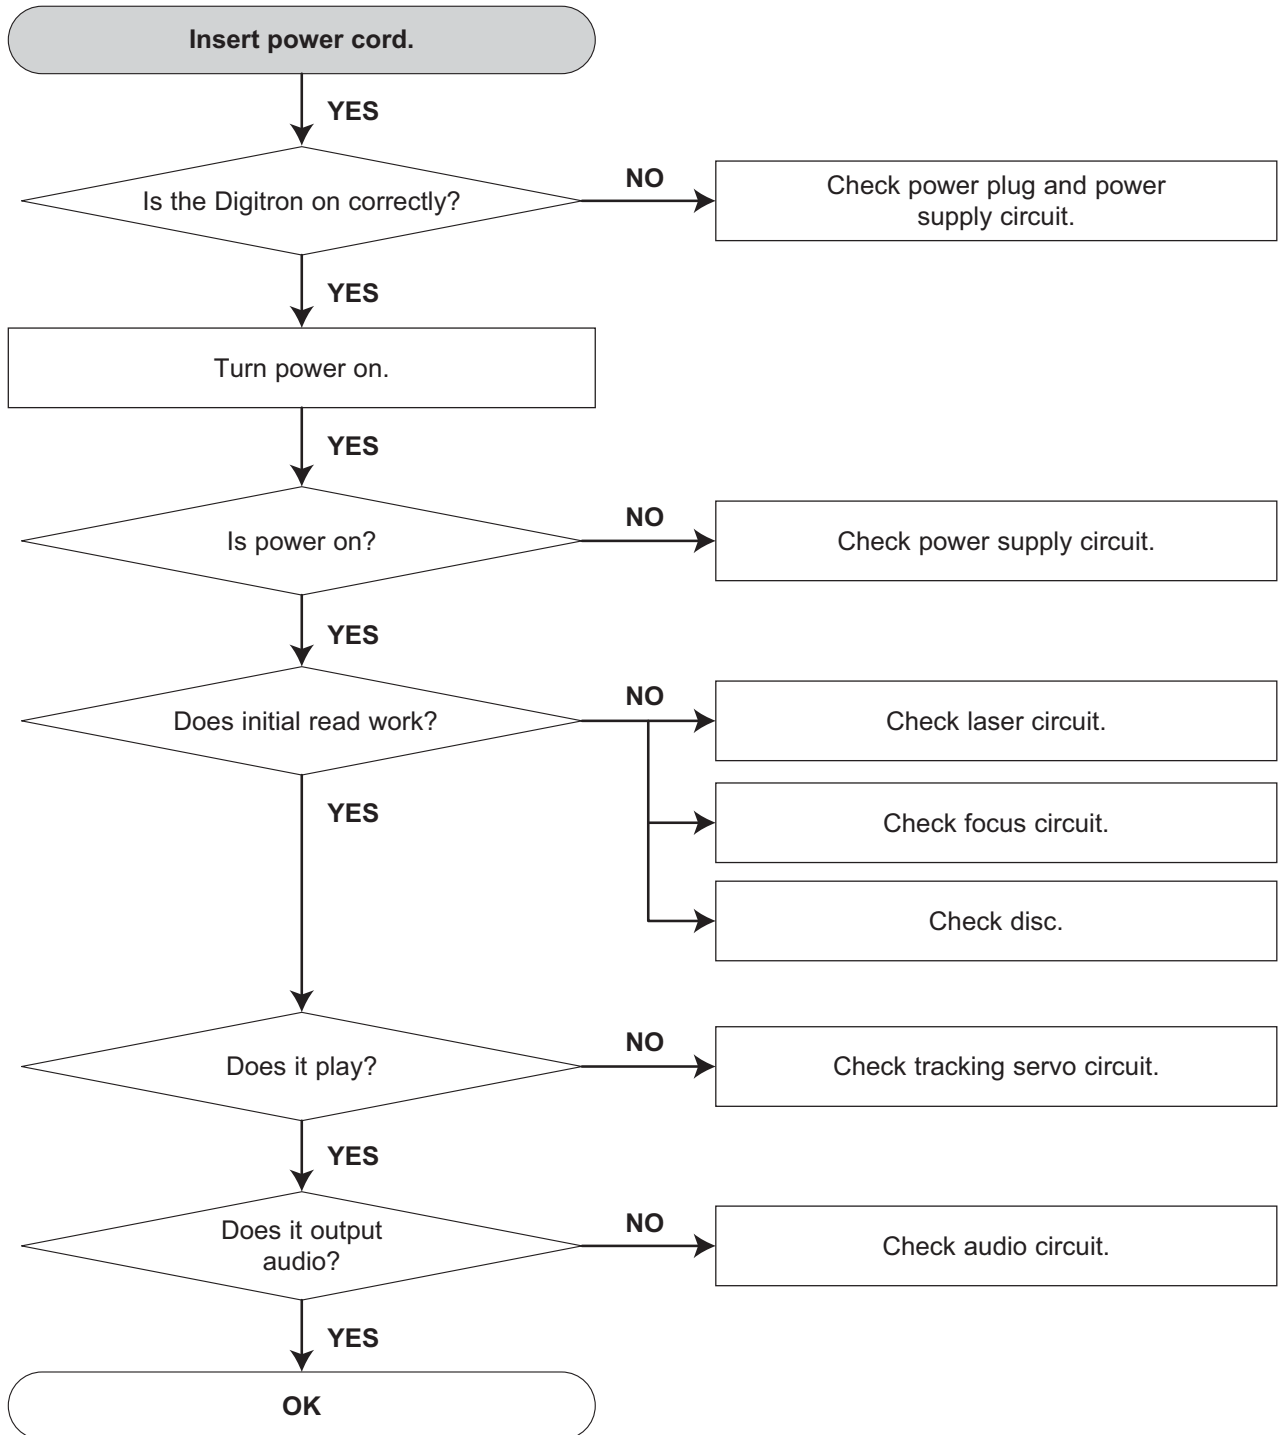 Insert power cord.
YES
Is the Digitron on correctly?
NO
Check power plug and power
supply circuit.
YES
Turn power on.
YES
Is power on?
NO
Check power supply circuit.
YES
Does initial read work?
NO
Check laser circuit.
Check focus circuit.
Check disc.
YES
Does it play?
NO
Check tracking servo circuit.
YES
Does it output
audio?
NO
Check audio circuit.
YES
OK